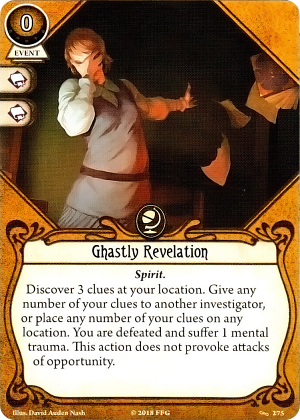 0
EVENT
Ghastly Revelation
Spirit.
Discover 3 clues at your location. Give any
number of your clues to another investigator,
or place any number of your clues on any
location. You are defeated and suffer 1 mental
trauma. This action does not provoke attacks
of opportunity.
Illus. David Auden Nash
© 2018 FFG
275